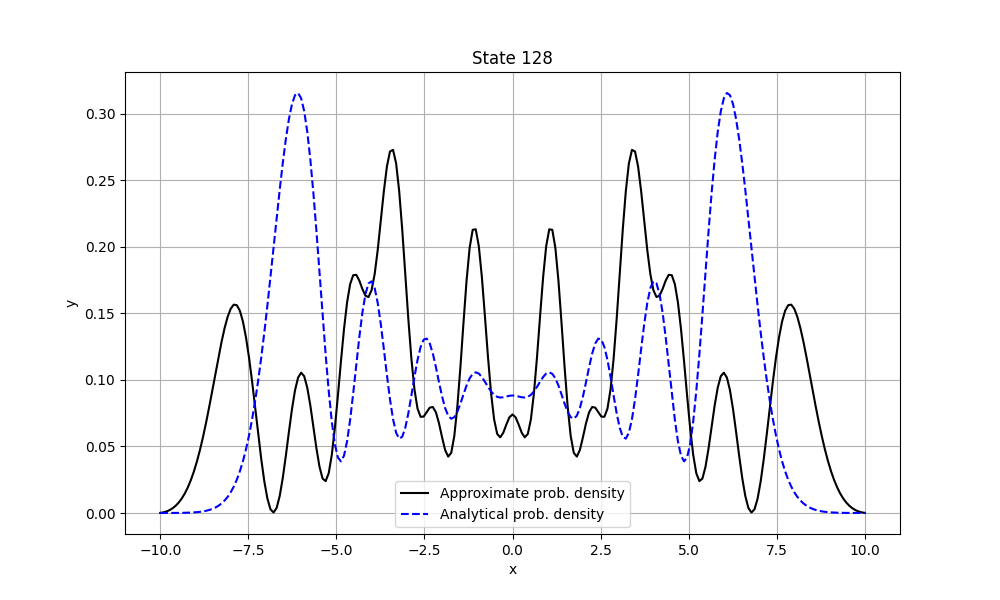 State 128
y
0.30
0.25
0.20
0.15
0.10
0.05
0.00
Approximate prob. density
Analytical prob. density
−10.0 −7.5 −5.0 −2.5 0.0 2.5 5.0 7.5 10.0
x